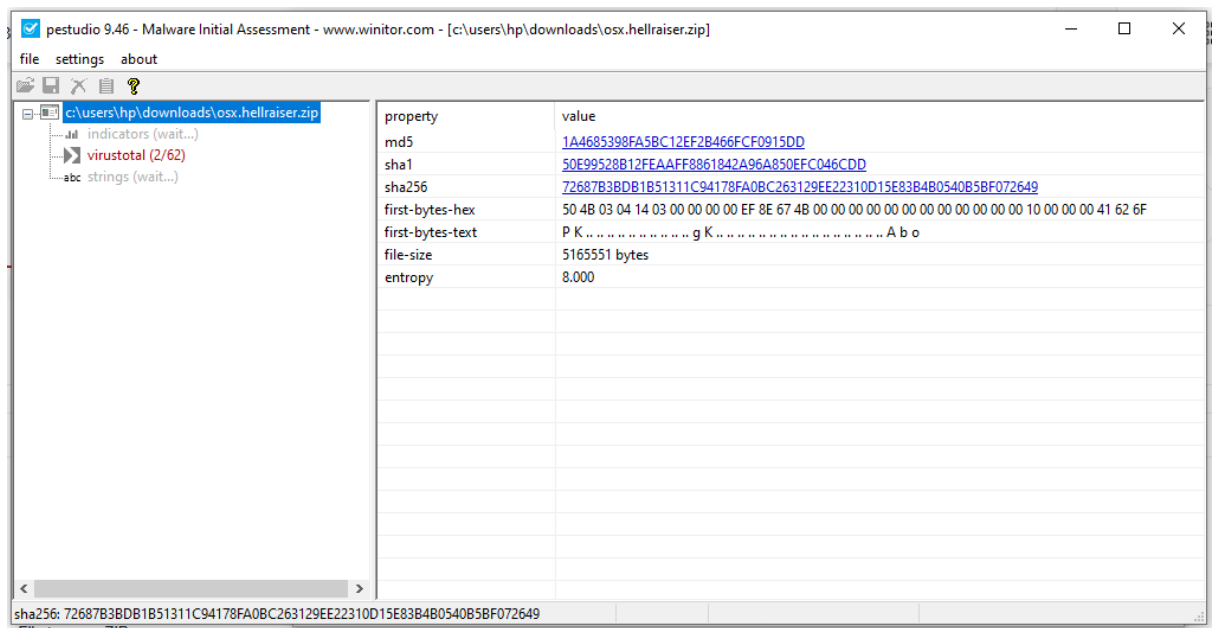 pestudio 9.46 - Malware Initial Assessment - www.winitor.com - [c:\users\hp\downloads\osx.hellraiser.zip]
file settings about
c:\users\hp\downloads\osx.hellraiser.zip
indicators (wait...)
virustotal (2/62)
abc strings (wait...)
property value
md5 1A4685398FA5BC12EF2B466FCF0915DD
sha1 50E99528B12FEAAFF8861842A96A850EFC046CDD
sha256 72687B3BDB1B51311C94178FA0BC263129EE22310D15E83B4B0540B5BF072649
first-bytes-hex 50 4B 03 04 14 03 00 00 00 00 EF 8E 67 4B 00 00 00 00 00 00 00 00 00 00 00 00 10 00 00 00 41 62 6F
first-bytes-text P K .. .. .. .. .. .. .. .. .. .. g K .. .. .. .. .. .. .. .. .. .. .. .. .. .. .. .. A b o
file-size 5165551 bytes
entropy 8.000
sha256: 72687B3BDB1B51311C94178FA0BC263129EE22310D15E83B4B0540B5BF072649